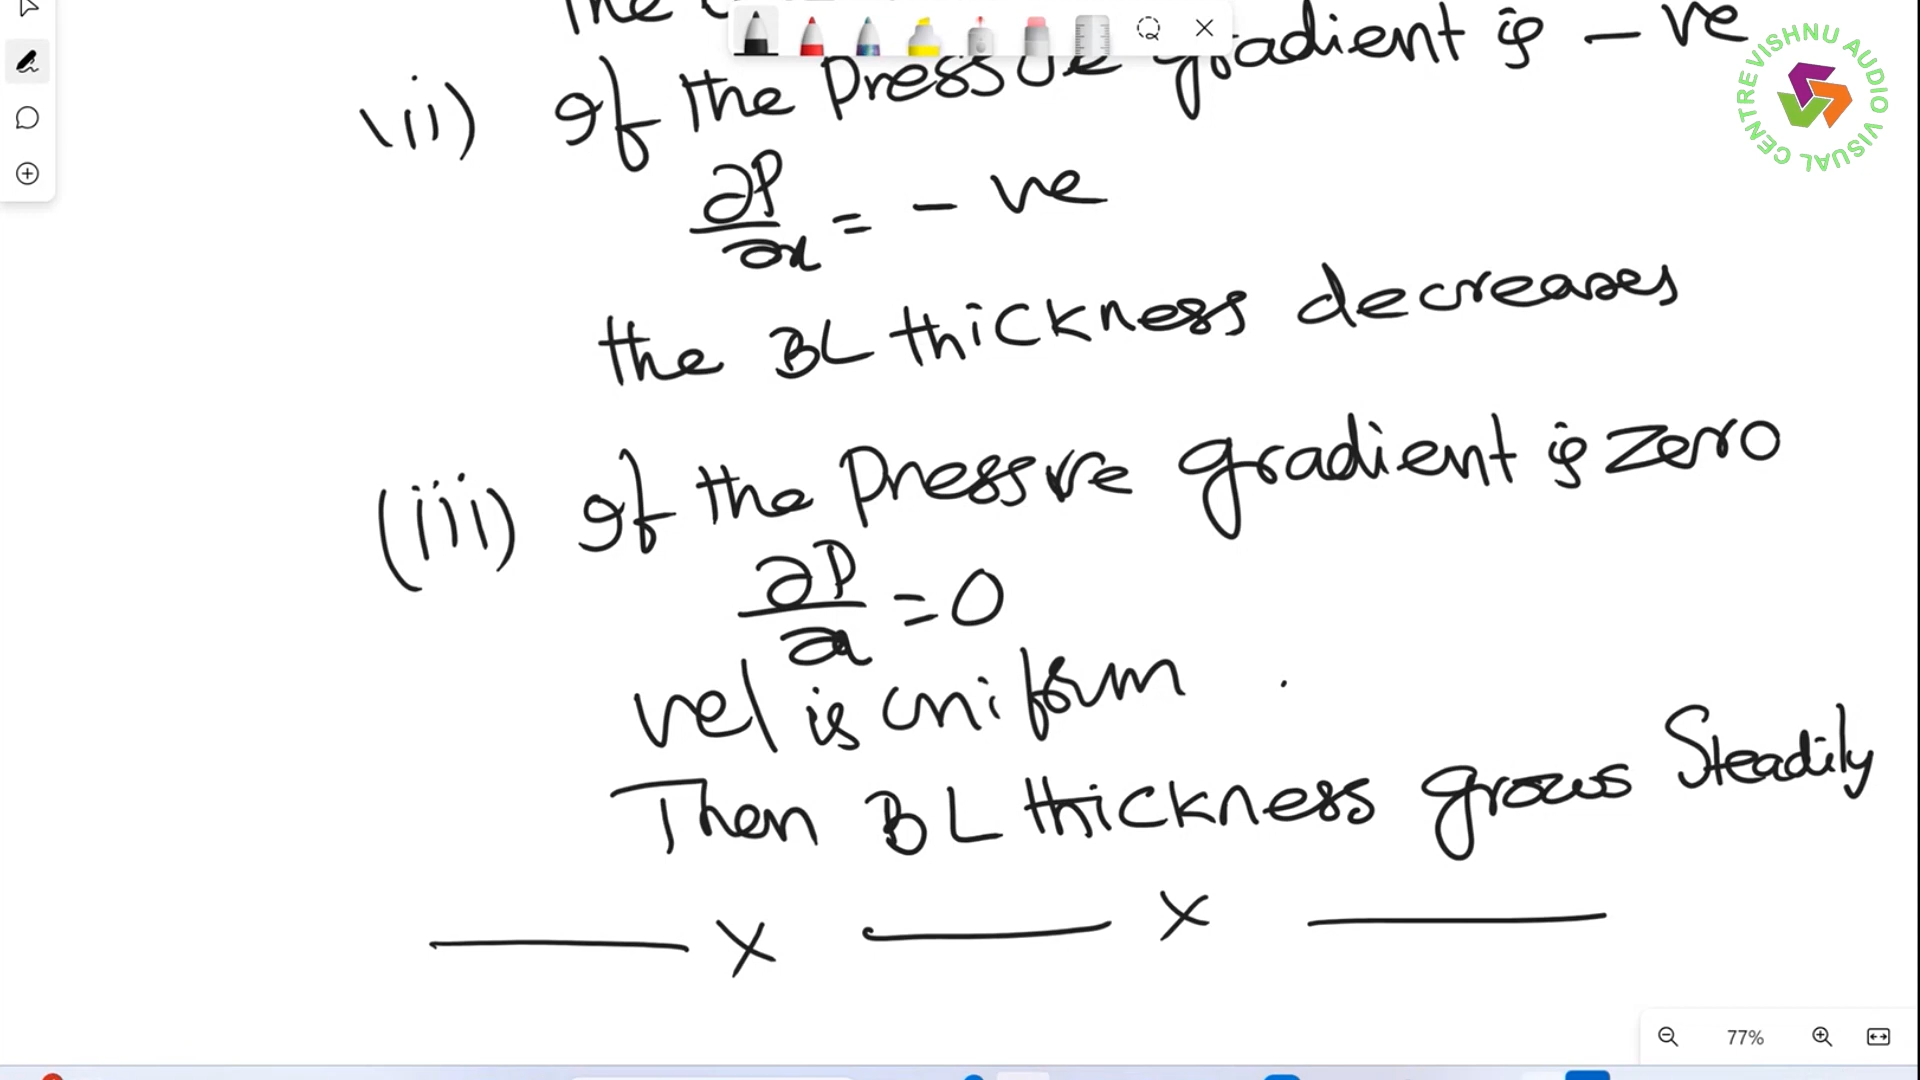 The
(ii) If the Pressure gradient is - ve
∂P/∂x = - ve
the BL thickness decreases
(iii) If the Pressure gradient is zero
∂P/∂x = 0
vel is uniform
Then BL thickness grows Steadily
x x
VISHNU AUDIO VISUAL CENTRE
77%